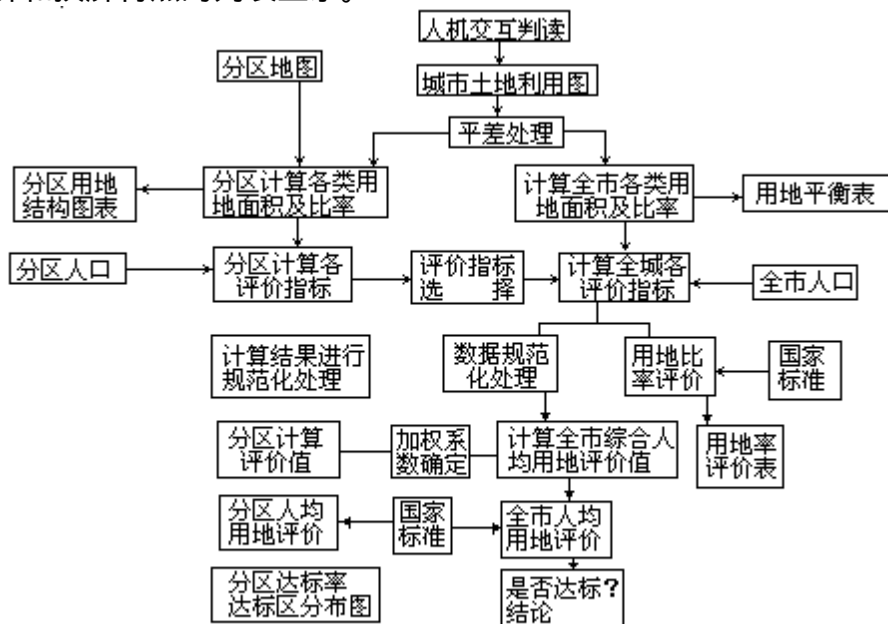 人机交互判读
分区地图
城市土地利用图
平差处理
分区用地
结构图表
分区计算各类用
地面积及比率
计算全市各类用
地面积及比率
用地平衡表
分区人口
分区计算各
评价指标
评价指标
选 择
计算全城各
评价指标
全市人口
计算结果进行
规范化处理
数据规范
化处理
用地比
率评价
国家
标准
分区计算
评价值
加权系
数确定
计算全市综合人
均用地评价值
用地率
评价表
分区人均
用地评价
国家
标准
全市人均
用地评价
分区达标率
达标区分布图
是否达标?
结论